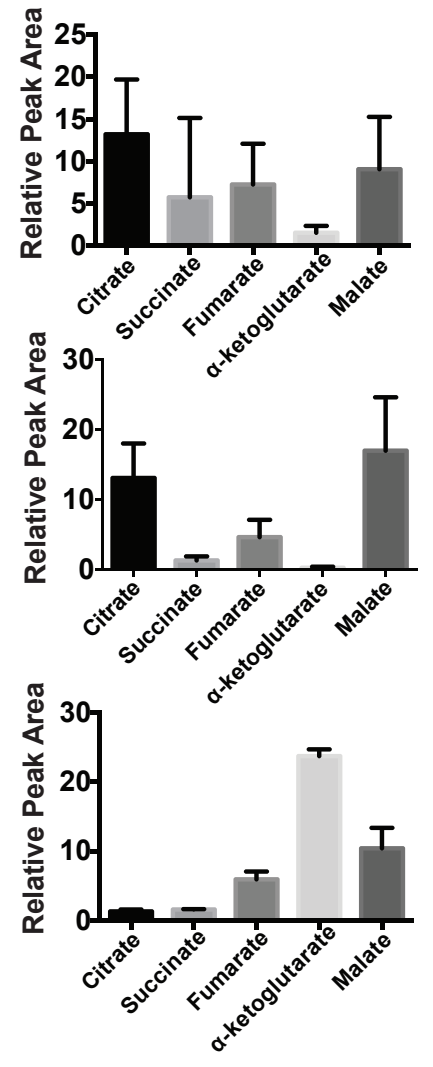 Relative Peak Area
25
20
15
10
5
0
Citrate
Succinate
Fumarate
α-ketoglutarate
Malate
Relative Peak Area
30
20
10
0
Citrate
Succinate
Fumarate
α-ketoglutarate
Malate
Relative Peak Area
30
20
10
0
Citrate
Succinate
Fumarate
α-ketoglutarate
Malate